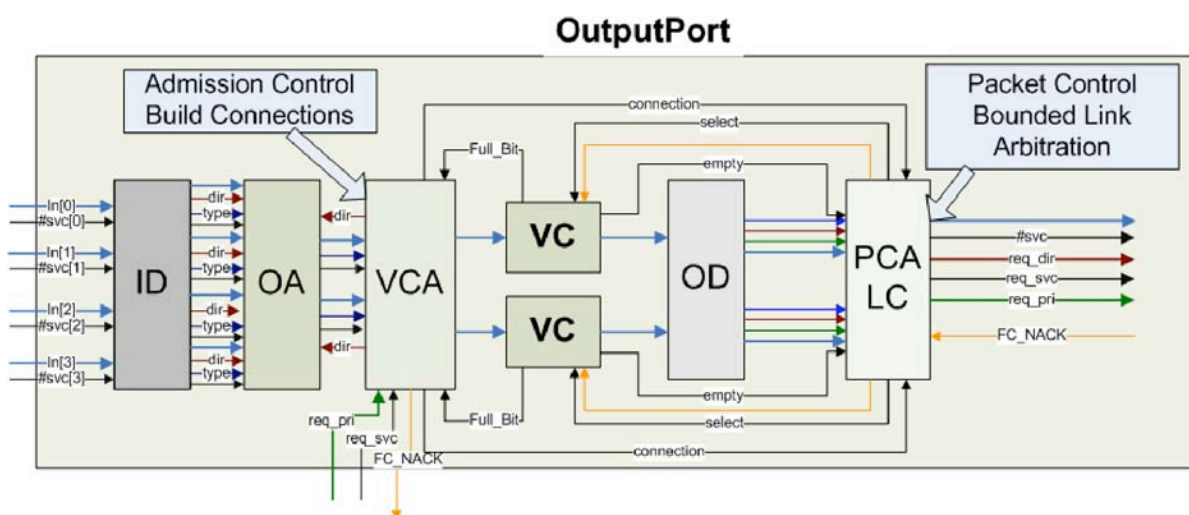 OutputPort
Admission Control
Build Connections
Packet Control
Bounded Link
Arbitration
connection
select
Full_Bit
empty
In[0]
#svc[0]
In[1]
#svc[1]
In[2]
#svc[2]
In[3]
#svc[3]
ID
dir
type
dir
type
dir
type
dir
type
OA
dir
dir
VCA
VC
VC
OD
PCA
LC
#svc
req_dir
req_svc
req_pri
FC_NACK
empty
Full_Bit
select
connection
req_pri
req_svc
FC_NACK